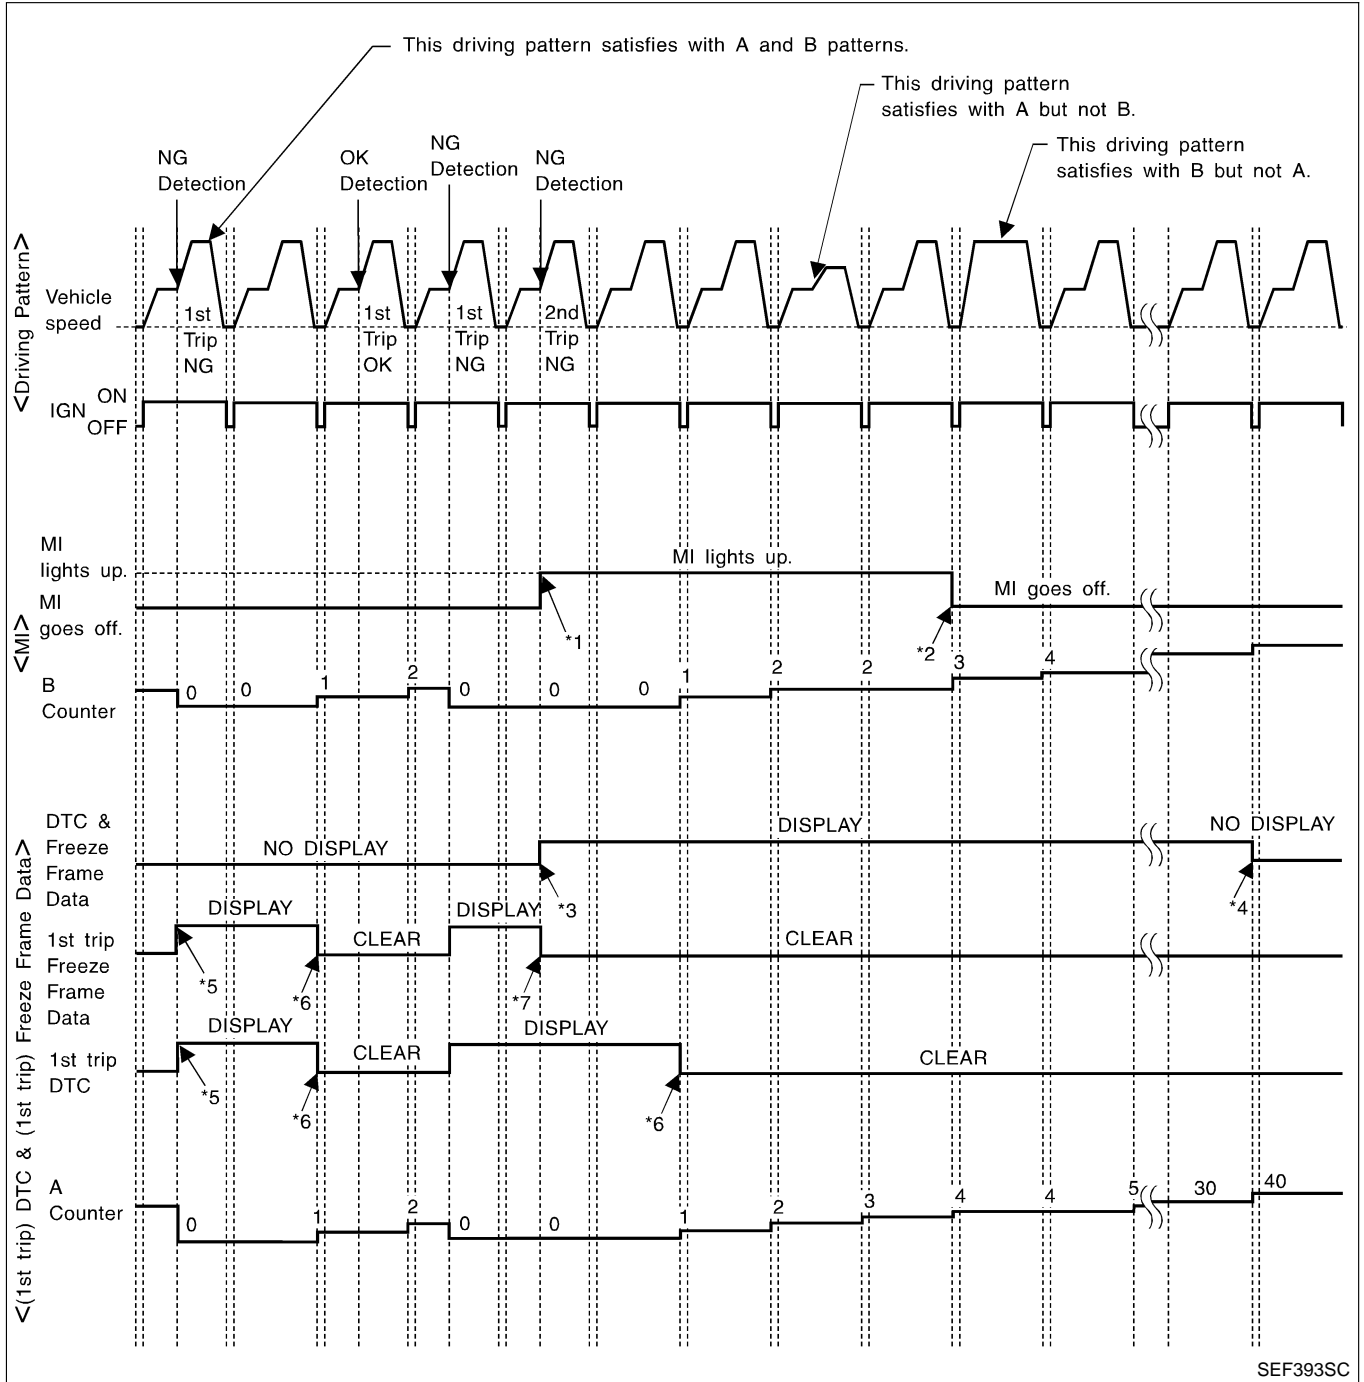 This driving pattern satisfies with A and B patterns.
This driving pattern
satisfies with A but not B.
This driving pattern
satisfies with B but not A.
NG
Detection
OK
Detection
NG
Detection
NG
Detection
<Driving Pattern>
Vehicle
speed
1st
Trip
NG
1st
Trip
OK
1st
Trip
NG
2nd
Trip
NG
IGN
ON
OFF
<MI>
MI
lights up.
MI
goes off.
MI lights up.
MI goes off.
*1
*2
B
Counter
0 0 1 2 0 0 0 1 2 2 3 4
<(1st trip) DTC & (1st trip) Freeze Frame Data>
DTC &
Freeze
Frame
Data
NO DISPLAY
DISPLAY
NO DISPLAY
*3
*4
1st trip
Freeze
Frame
Data
DISPLAY
CLEAR
DISPLAY
CLEAR
*5
*6
*7
1st trip
DTC
DISPLAY
CLEAR
DISPLAY
CLEAR
*5
*6
*6
A
Counter
0 1 2 0 0 1 2 3 4 4 5 30 40
SEF393SC